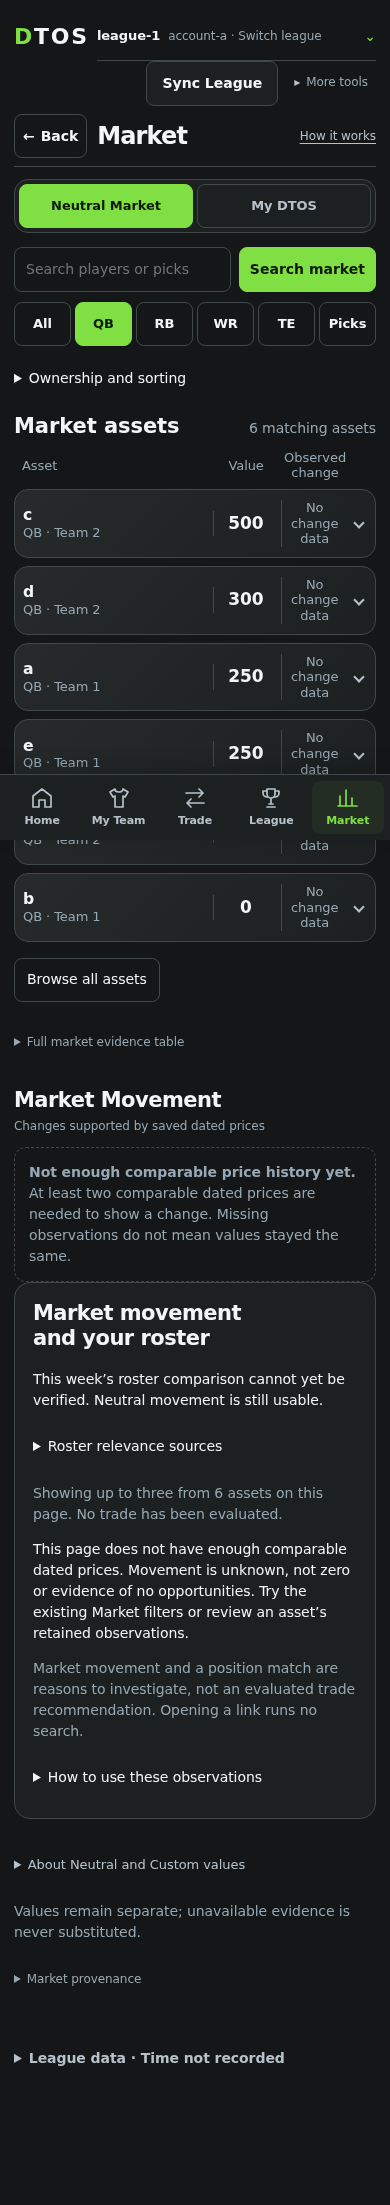 DTOS league-1 account-a · Switch league
Sync League More tools
← Back Market How it works
Neutral Market My DTOS
Search players or picks Search market
All QB RB WR TE Picks
Ownership and sorting
Market assets 6 matching assets
Asset Value Observed
change
c
QB · Team 2
500
No
change
data
d
QB · Team 2
300
No
change
data
a
QB · Team 1
250
No
change
data
e
QB · Team 1
250
No
change
data
Home My Team Trade League Market
data
b
QB · Team 1
0
No
change
data
Browse all assets
Full market evidence table
Market Movement
Changes supported by saved dated prices
Not enough comparable price history yet.
At least two comparable dated prices are
needed to show a change. Missing
observations do not mean values stayed the
same.
Market movement
and your roster
This week’s roster comparison cannot yet be
verified. Neutral movement is still usable.
Roster relevance sources
Showing up to three from 6 assets on this
page. No trade has been evaluated.
This page does not have enough comparable
dated prices. Movement is unknown, not zero
or evidence of no opportunities. Try the
existing Market filters or review an asset’s
retained observations.
Market movement and a position match are
reasons to investigate, not an evaluated trade
recommendation. Opening a link runs no
search.
How to use these observations
About Neutral and Custom values
Values remain separate; unavailable evidence is
never substituted.
Market provenance
League data · Time not recorded